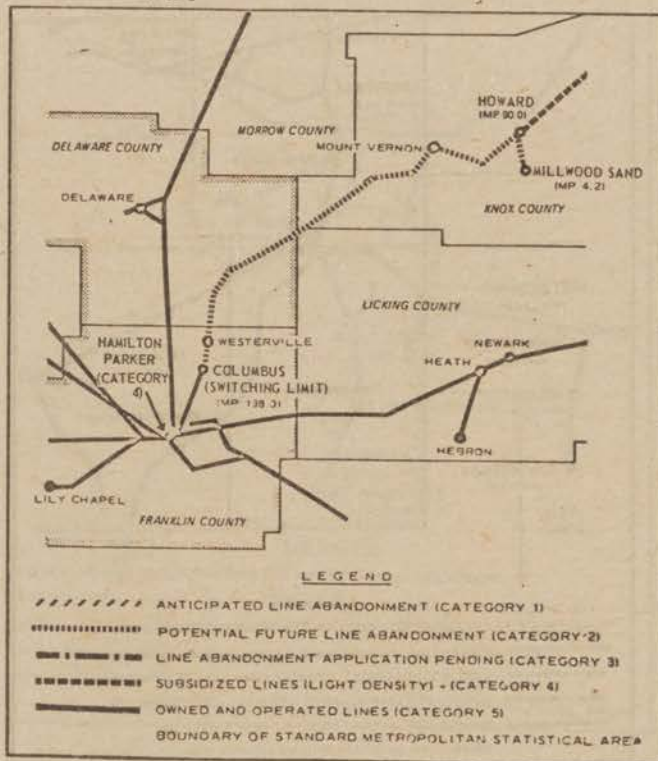 HOWARD
(MP 90.0)
MORROW COUNTY
MOUNT VERNON
DELAWARE COUNTY
MILLWOOD SAND
(MP 4.2)
DELAWARE
KNOX COUNTY
LICKING COUNTY
HAMILTON
PARKER
(CATEGORY
4)
WESTERVILLE
NEWARK
HEATH
COLUMBUS
(SWITCHING LIMIT)
(MP 138.3)
HEBRON
LILY CHAPEL
FRANKLIN COUNTY
LEGEND
ANTICIPATED LINE ABANDONMENT (CATEGORY 1)
POTENTIAL FUTURE LINE ABANDONMENT (CATEGORY 2)
LINE ABANDONMENT APPLICATION PENDING (CATEGORY 3)
SUBSIDIZED LINES (LIGHT DENSITY) - (CATEGORY 4)
OWNED AND OPERATED LINES (CATEGORY 5)
BOUNDARY OF STANDARD METROPOLITAN STATISTICAL AREA